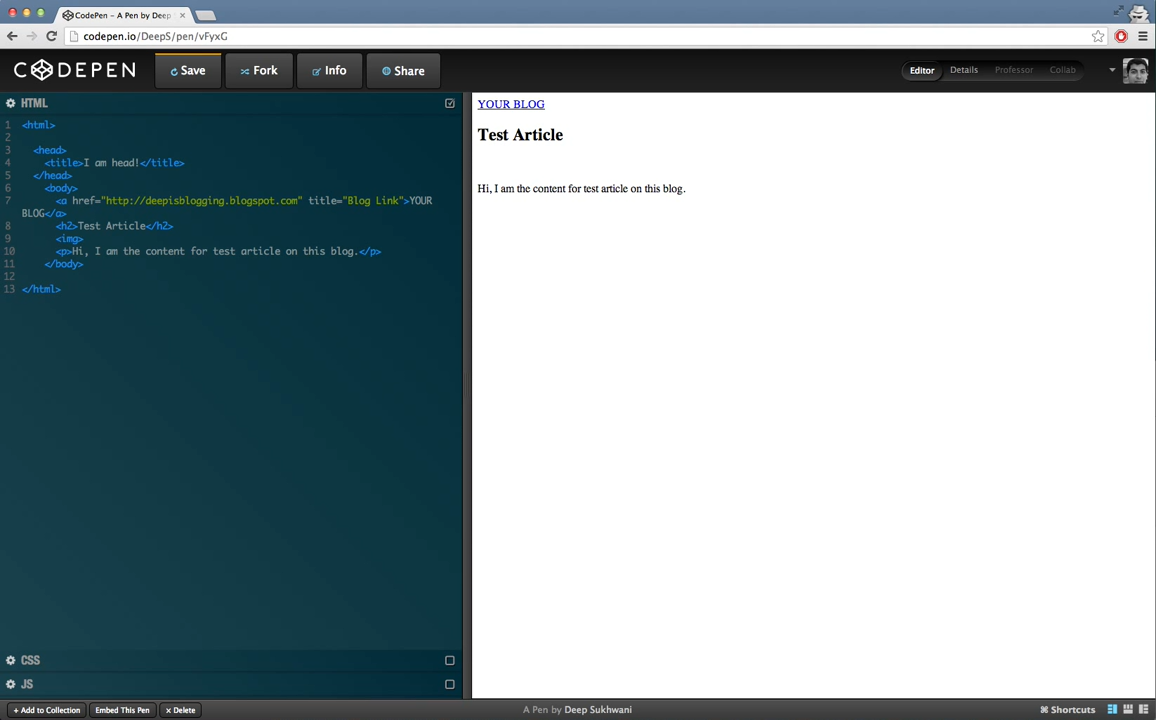 CodePen - A Pen by Deep
codepen.io/DeepS/pen/vFyxG
CODEPEN Save Fork Info Share Editor Details Professor Collab
HTML
1 <html>
2
3 <head>
4 <title>I am head!</title>
5 </head>
6 <body>
7 <a href="http://deepisblogging.blogspot.com" title="Blog Link">YOUR
BLOG</a>
8 <h2>Test Article</h2>
9 <img>
10 <p>Hi, I am the content for test article on this blog.</p>
11 </body>
12
13 </html>
YOUR BLOG
Test Article
Hi, I am the content for test article on this blog.
CSS
JS
+ Add to Collection Embed This Pen x Delete A Pen by Deep Sukhwani ⌘ Shortcuts